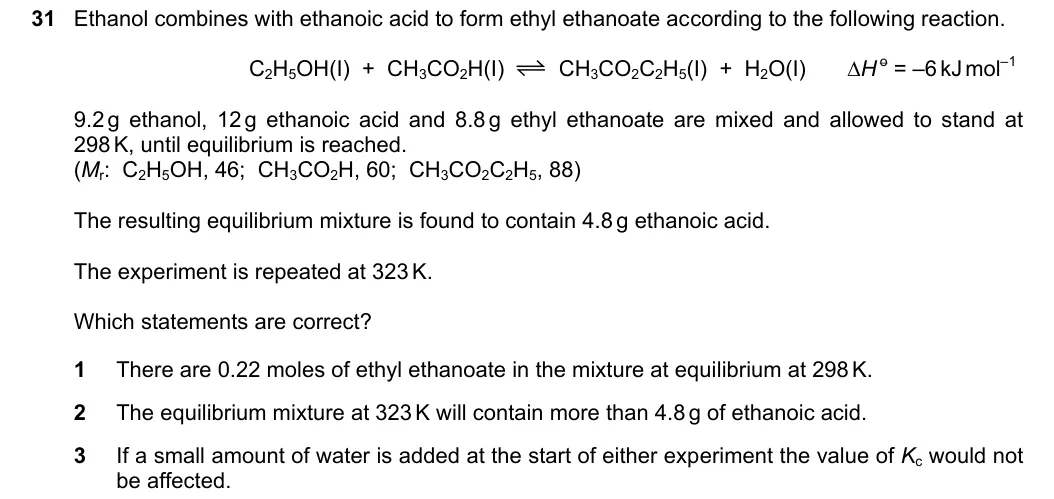 31 Ethanol combines with ethanoic acid to form ethyl ethanoate according to the following reaction.
C₂H₅OH(l) + CH₃CO₂H(l) ⇌ CH₃CO₂C₂H₅(l) + H₂O(l) ΔH⦵ = –6 kJ mol⁻¹
9.2 g ethanol, 12 g ethanoic acid and 8.8 g ethyl ethanoate are mixed and allowed to stand at
298 K, until equilibrium is reached.
(Mᵣ: C₂H₅OH, 46; CH₃CO₂H, 60; CH₃CO₂C₂H₅, 88)
The resulting equilibrium mixture is found to contain 4.8 g ethanoic acid.
The experiment is repeated at 323 K.
Which statements are correct?
1 There are 0.22 moles of ethyl ethanoate in the mixture at equilibrium at 298 K.
2 The equilibrium mixture at 323 K will contain more than 4.8 g of ethanoic acid.
3 If a small amount of water is added at the start of either experiment the value of K꜀ would not
be affected.